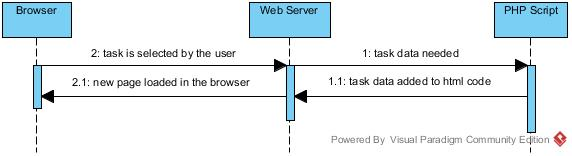 Browser
Web Server
PHP Script
2: task is selected by the user
1: task data needed
2.1: new page loaded in the browser
1.1: task data added to html code
Powered By Visual Paradigm Community Edition